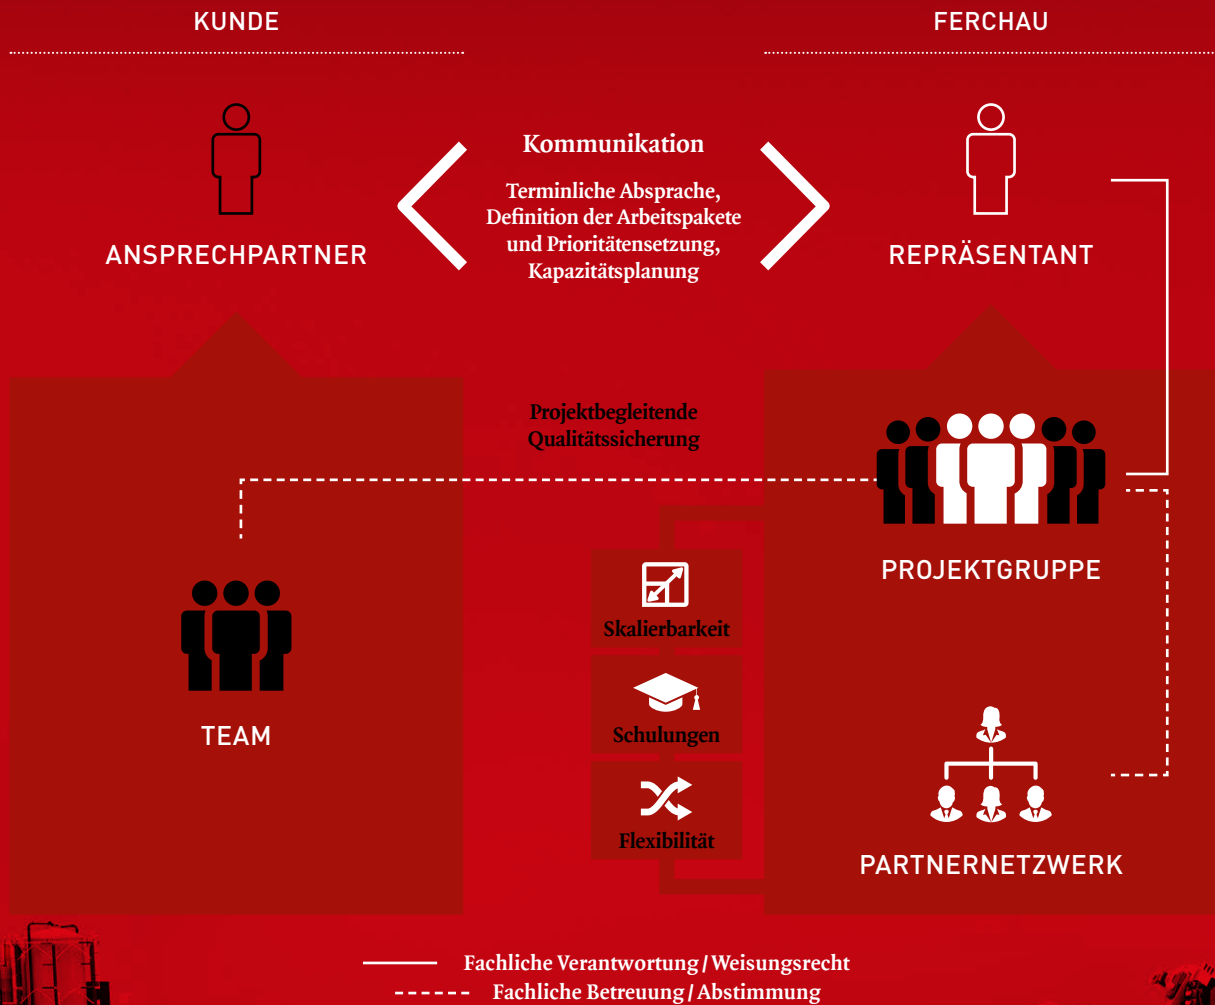 KUNDE
FERCHAU
Kommunikation
Terminliche Absprache,
Definition der Arbeitspakete
und Prioritätensetzung,
Kapazitätsplanung
ANSPRECHPARTNER
REPRÄSENTANT
Projektbegleitende
Qualitätssicherung
PROJEKTGRUPPE
Skalierbarkeit
TEAM
Schulungen
Flexibilität
PARTNERNETZWERK
Fachliche Verantwortung / Weisungsrecht
Fachliche Betreuung / Abstimmung